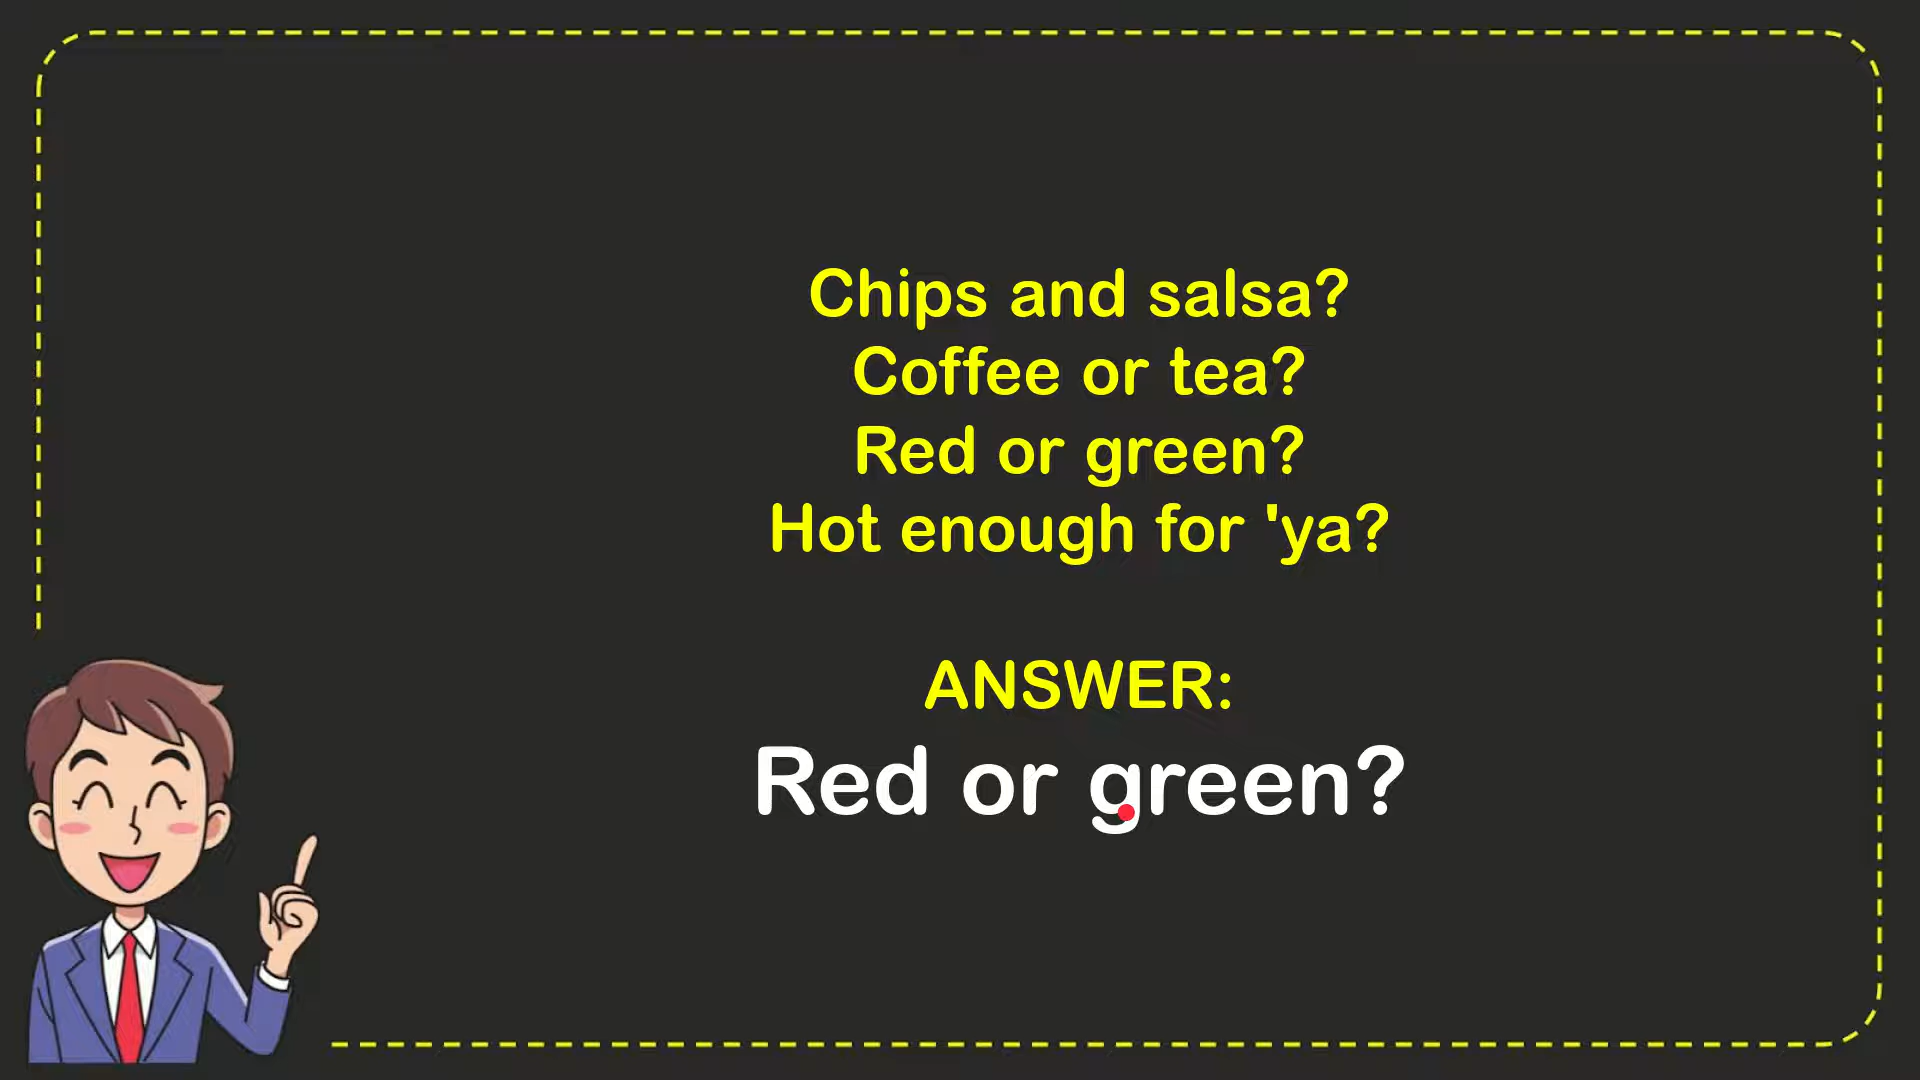 Chips and salsa?
Coffee or tea?
Red or green?
Hot enough for 'ya?
ANSWER:
Red or green?